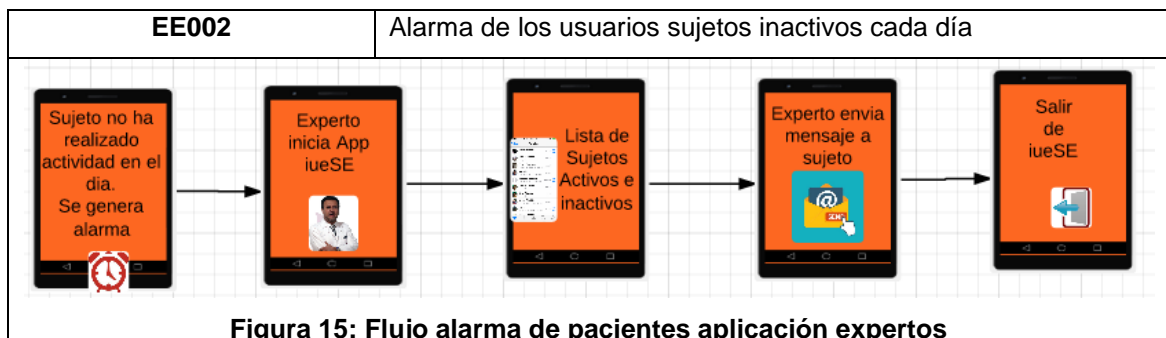 EE002
Alarma de los usuarios sujetos inactivos cada día
Sujeto no ha
realizado
actividad en el
dia.
Se genera
alarma
Experto
inicia App
iueSE
Lista de
Sujetos
Activos e
inactivos
Experto envia
mensaje a
sujeto
@
SEND
Salir
de
iueSE
Figura 15: Flujo alarma de pacientes aplicación expertos